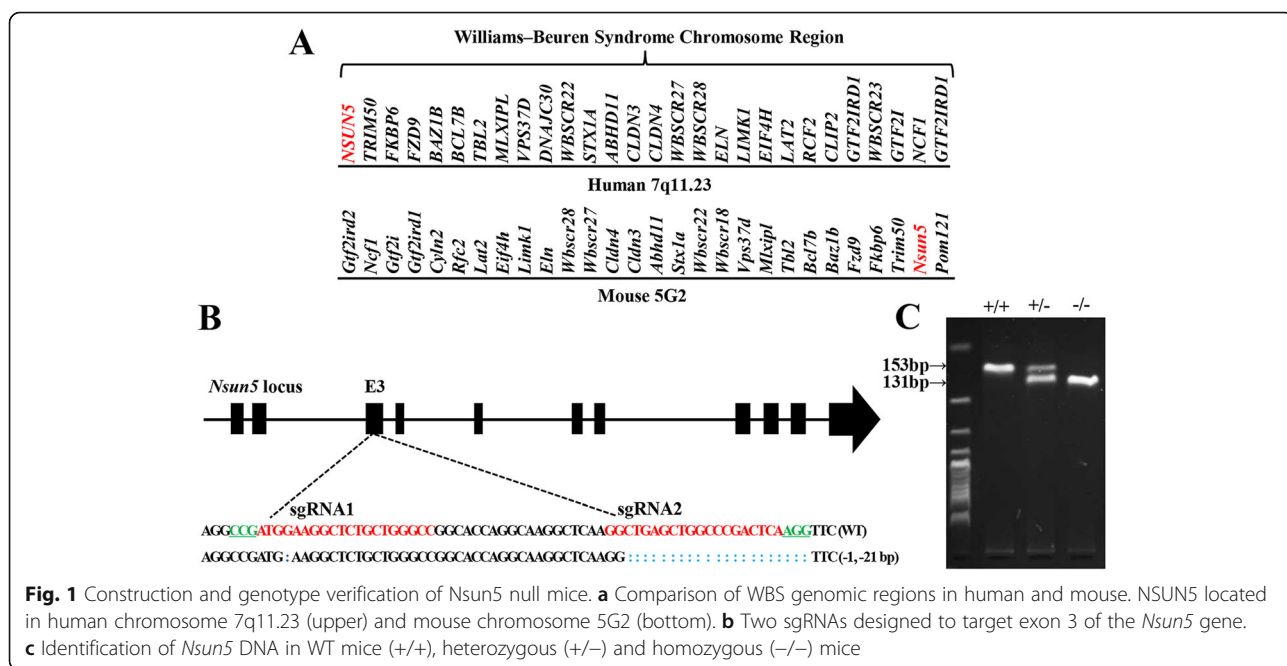 A
Williams–Beuren Syndrome Chromosome Region
NSUN5 TRIM50 FKBP6 FZD9 BAZ1B BCL7B TBL2 MLXIPL VPS37D DNAJC30 WBSCR22 STX1A ABHD11 CLDN3 CLDN4 WBSCR27 WBSCR28 ELN LIMK1 EIF4H LAT2 RCF2 CLIP2 GTF2IRD1 WBSCR23 GTF2I NCF1 GTF2IRD1
Human 7q11.23
Gtf2ird2 Ncf1 Gtf2i Gtf2ird1 Cyln2 Rfc2 Lat2 Eif4h Limk1 Eln Wbscr28 Wbscr27 Cldn4 Cldn3 Abhd11 Stx1a Wbscr22 Wbscr18 Vps37d Mlxipl Tbl2 Bcl7b Baz1b Fzd9 Fkbp6 Trim50 Nsun5 Pom121
Mouse 5G2
B
Nsun5 locus
E3
sgRNA1
sgRNA2
AGGCCGATGGAAGGCTCTGCTGGGCCGGCACCAGGCAAGGCTCAAGGCTGAGCTGGCCCGACTCAAGGTTC (WT)
AGGCCGATG:AAGGCTCTGCTGGGCCGGCACCAGGCAAGGCTCAAGG:::::::::::::::::::::TTC (-1, -21 bp)
C
+/+ +/- -/-
153bp→
131bp→
Fig. 1 Construction and genotype verification of Nsun5 null mice. a Comparison of WBS genomic regions in human and mouse. NSUN5 located
in human chromosome 7q11.23 (upper) and mouse chromosome 5G2 (bottom). b Two sgRNAs designed to target exon 3 of the Nsun5 gene.
c Identification of Nsun5 DNA in WT mice (+/+), heterozygous (+/−) and homozygous (−/−) mice